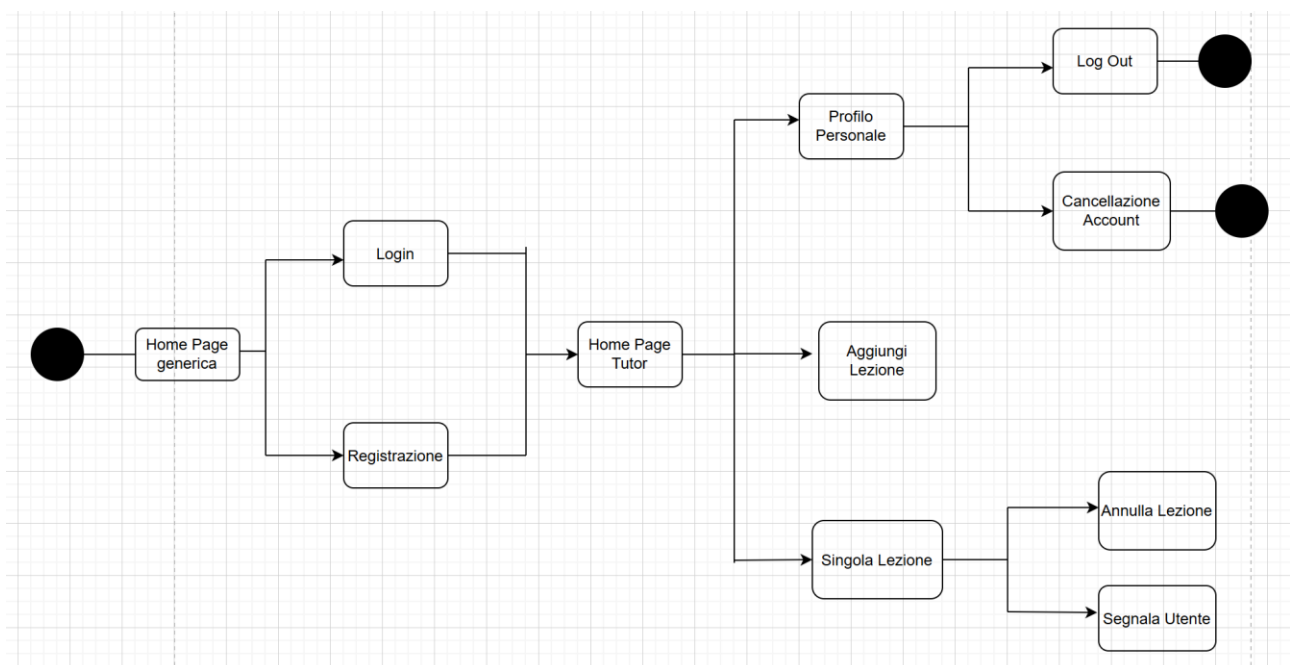 Log Out
Profilo
Personale
Cancellazione
Account
Login
Home Page
generica
Home Page
Tutor
Aggiungi
Lezione
Registrazione
Annulla Lezione
Singola Lezione
Segnala Utente